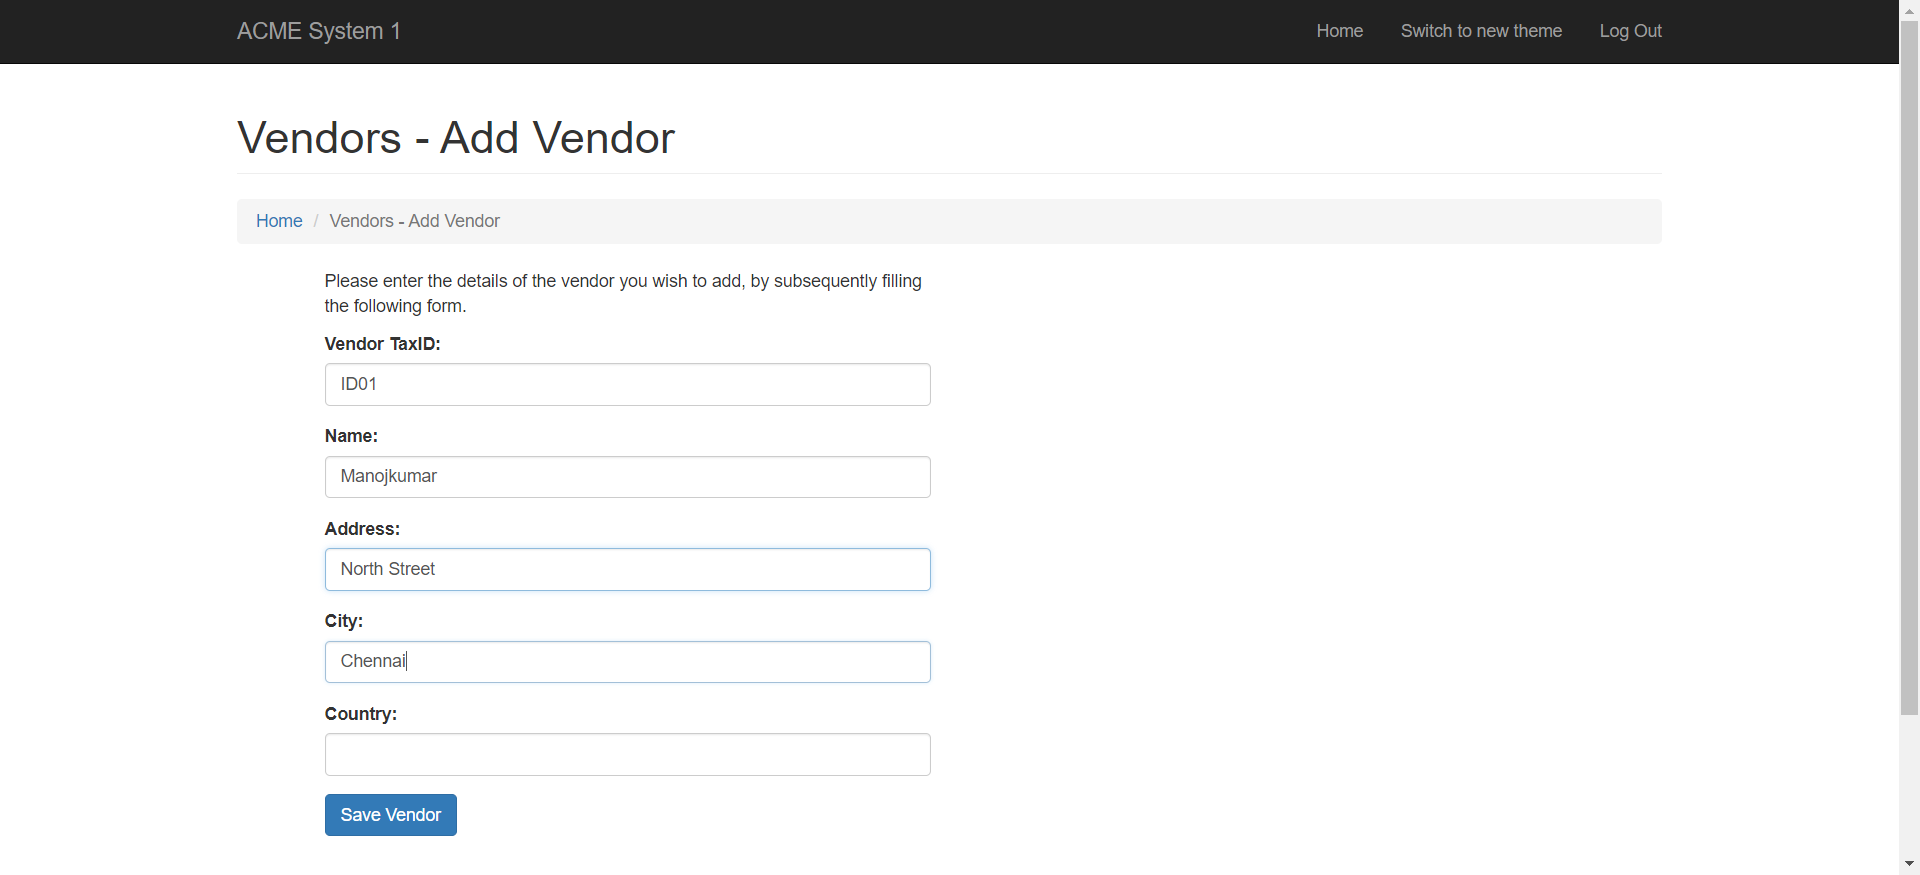 ACME System 1
Home
Switch to new theme
Log Out
Vendors - Add Vendor
Home / Vendors - Add Vendor
Please enter the details of the vendor you wish to add, by subsequently filling
the following form.
Vendor TaxID:
ID01
Name:
Manojkumar
Address:
North Street
City:
Chennai
Country:
Save Vendor